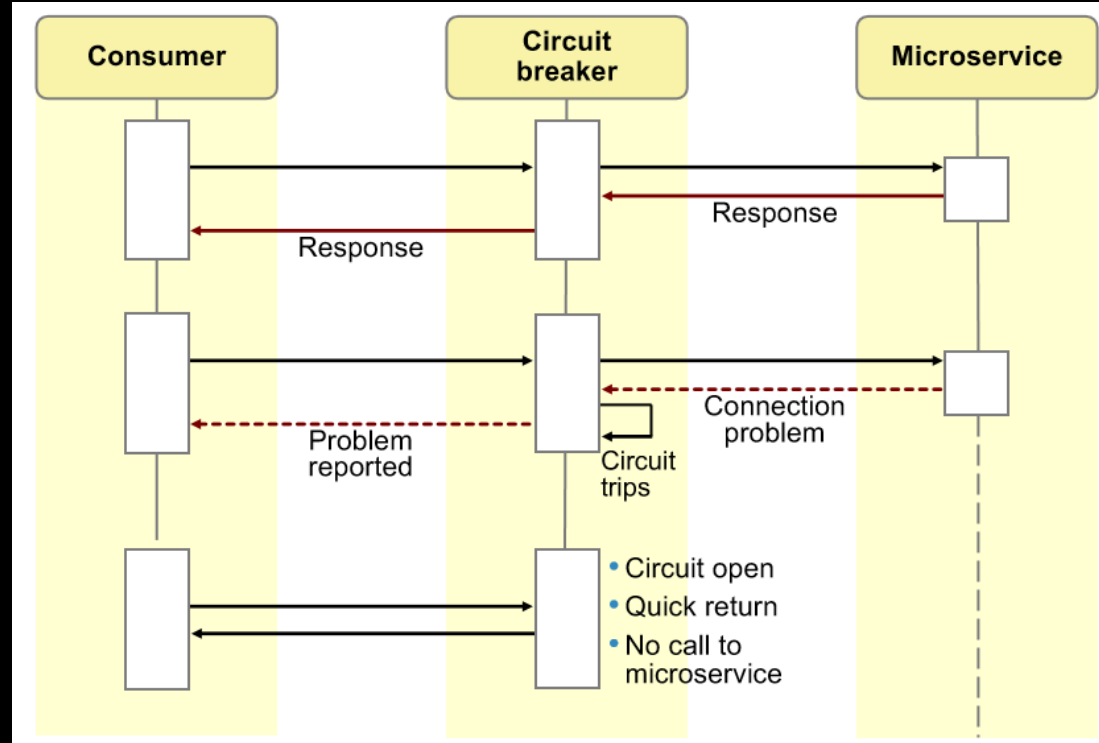 Consumer
Circuit
breaker
Microservice
Response
Response
Connection
problem
Problem
reported
Circuit
trips
• Circuit open
• Quick return
• No call to
microservice